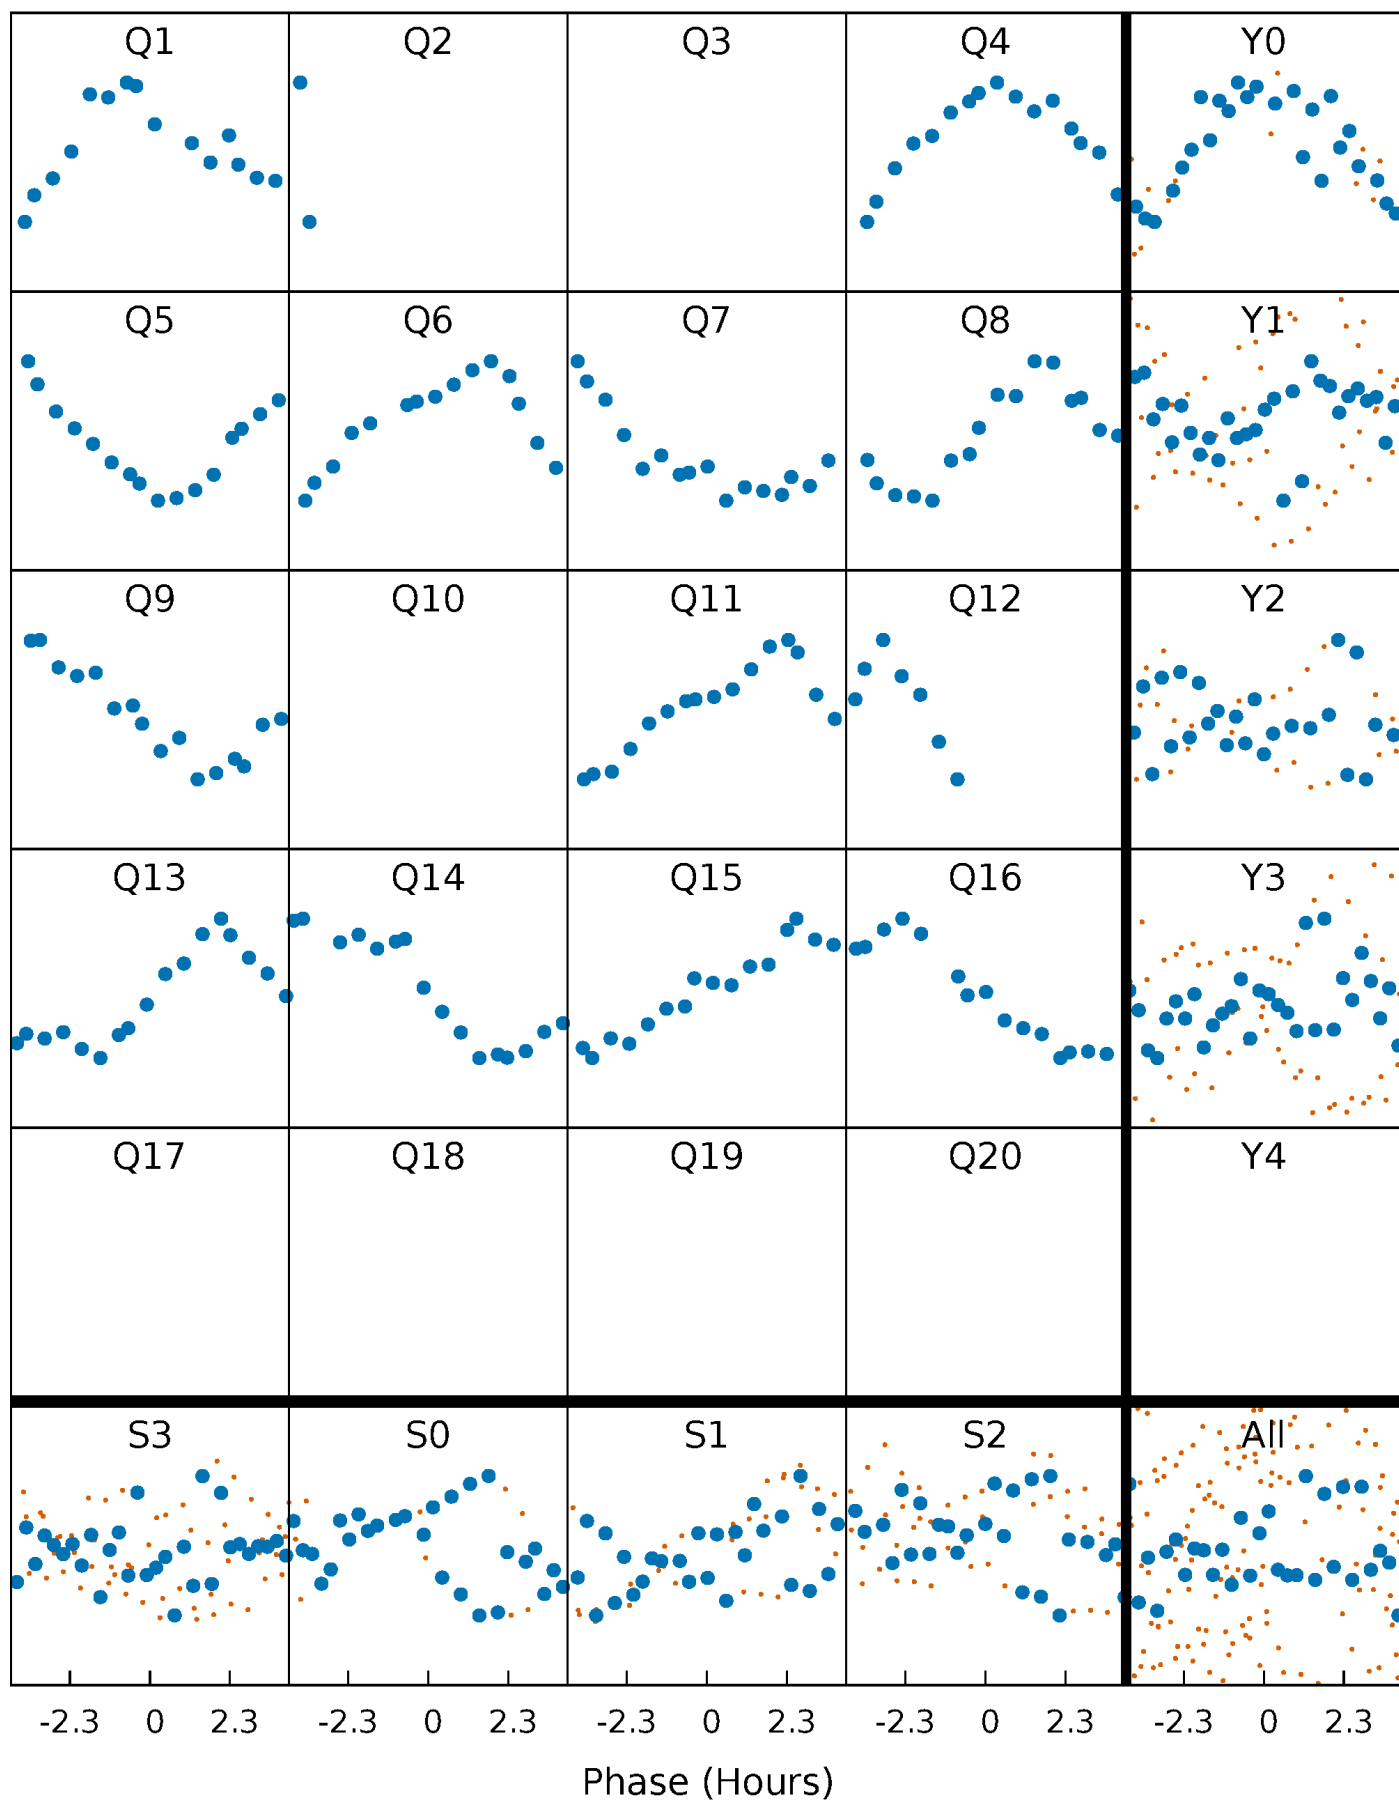 Q1 Q2 Q3 Q4 Y0
Q5 Q6 Q7 Q8 Y1
Q9 Q10 Q11 Q12 Y2
Q13 Q14 Q15 Q16 Y3
Q17 Q18 Q19 Q20 Y4
S3 S0 S1 S2 All
-2.3 0 2.3 -2.3 0 2.3 -2.3 0 2.3 -2.3 0 2.3 -2.3 0 2.3
Phase (Hours)